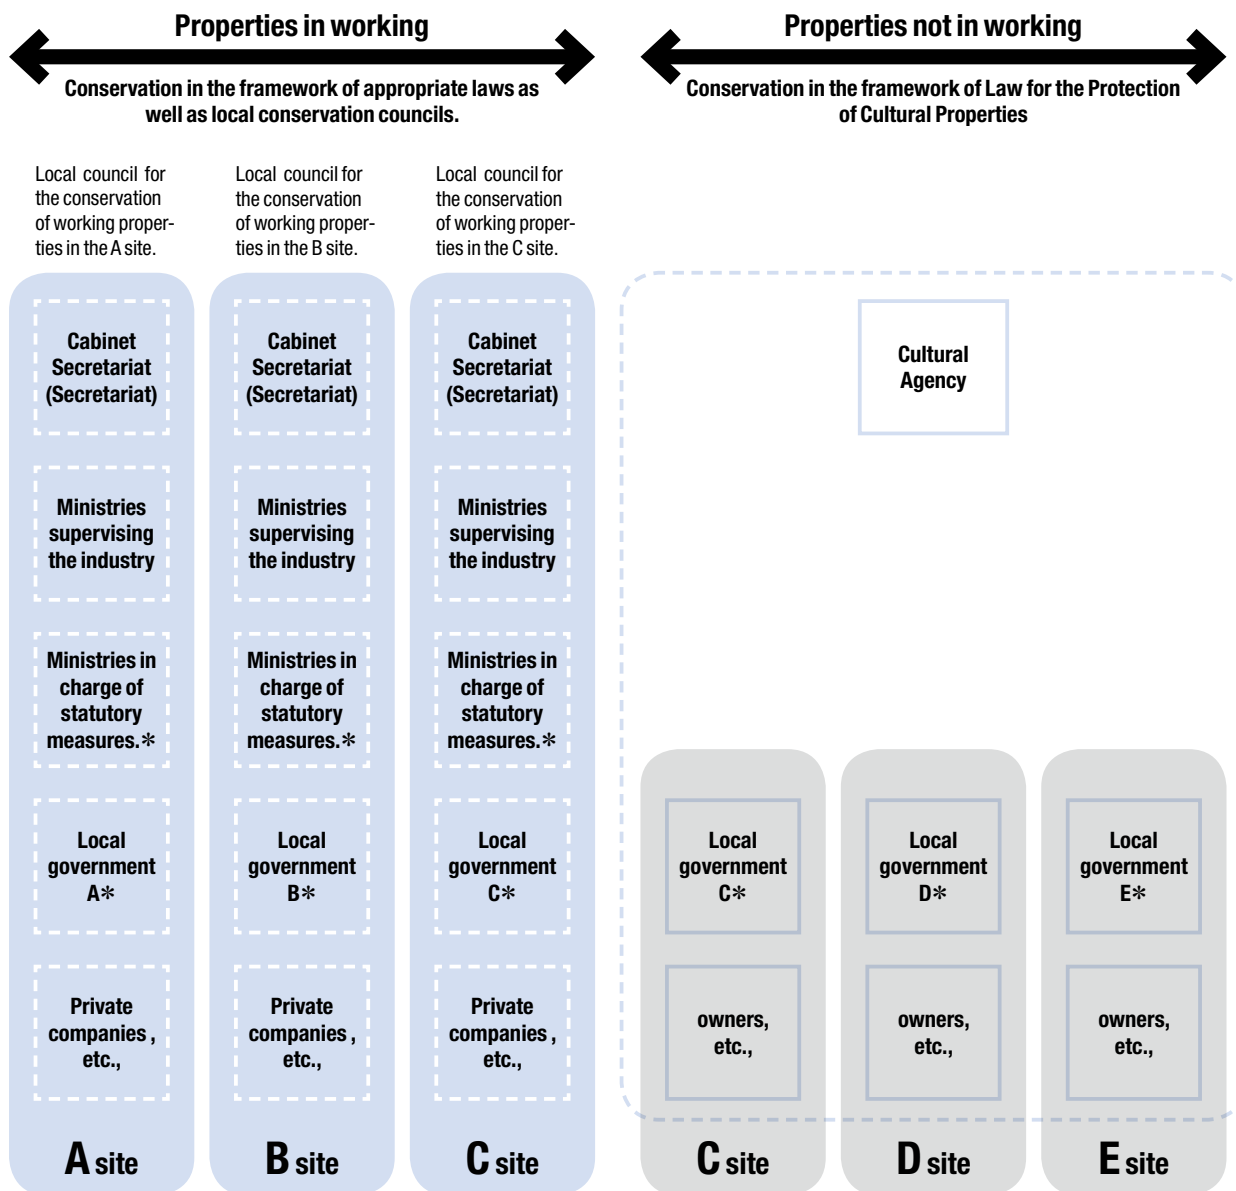 Properties in working
Conservation in the framework of appropriate laws as
well as local conservation councils.
Local council for
the conservation
of working proper-
ties in the A site.
Cabinet
Secretariat
(Secretariat)
Ministries
supervising
the industry
Ministries in
charge of
statutory
measures.*
Local
government
A*
Private
companies ,
etc.,
A site
Local council for
the conservation
of working proper-
ties in the B site.
Cabinet
Secretariat
(Secretariat)
Ministries
supervising
the industry
Ministries in
charge of
statutory
measures.*
Local
government
B*
Private
companies ,
etc.,
B site
Local council for
the conservation
of working proper-
ties in the C site.
Cabinet
Secretariat
(Secretariat)
Ministries
supervising
the industry
Ministries in
charge of
statutory
measures.*
Local
government
C*
Private
companies ,
etc.,
C site
Properties not in working
Conservation in the framework of Law for the Protection
of Cultural Properties
Cultural
Agency
Local
government
C*
owners,
etc.,
C site
Local
government
D*
owners,
etc.,
D site
Local
government
E*
owners,
etc.,
E site